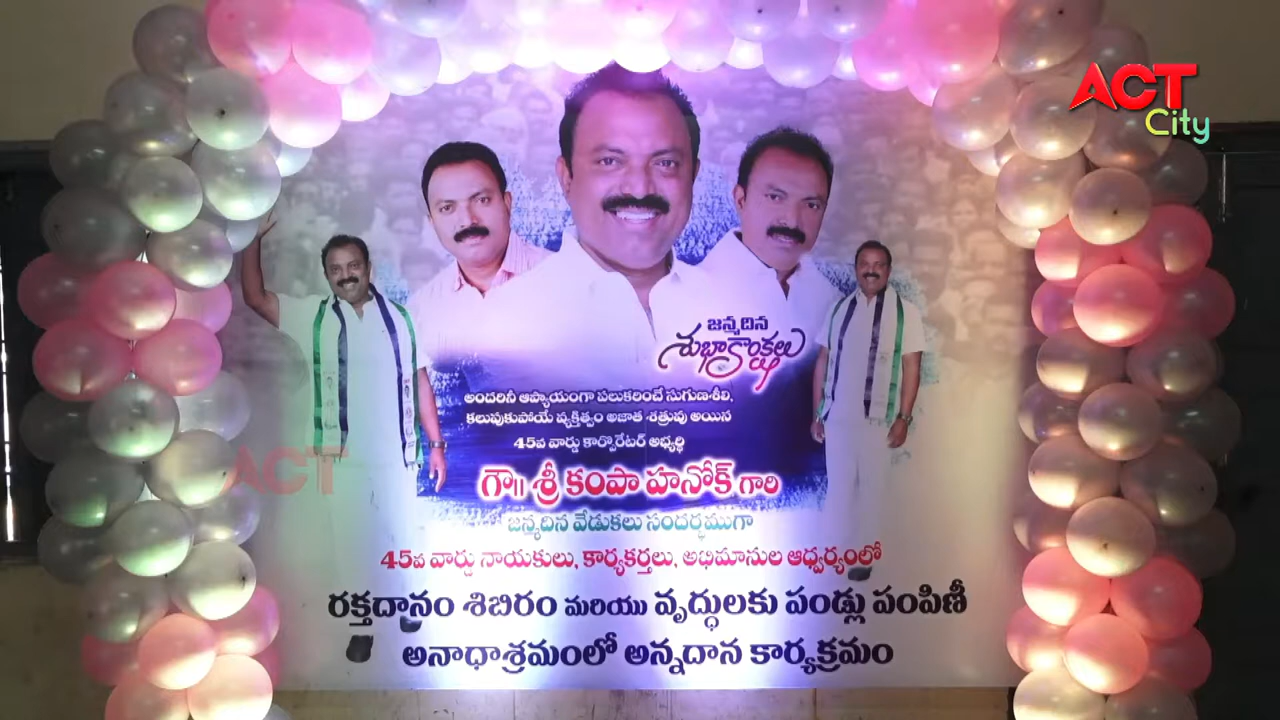 ACT
City
జన్మదిన
శుభాకాంక్షలు
అందరినీ ఆప్యాయంగా పలుకరించే సుగుణశీలి,
కలుపుకుపోయే వ్యక్తిత్వం అజాత శత్రువు అయిన
45వ వార్డు కార్పొరేటర్ అభ్యర్థి
గౌ|| శ్రీ కంపా హనోక్ గారి
జన్మదిన వేడుకలు సందర్భముగా
45వ వార్డు నాయకులు, కార్యకర్తలు, అభిమానుల ఆధ్వర్యంలో
రక్తదానం శిబిరం మరియు వృద్ధులకు పండ్లు పంపిణీ
అనాధాశ్రమంలో అన్నదాన కార్యక్రమం
ACT